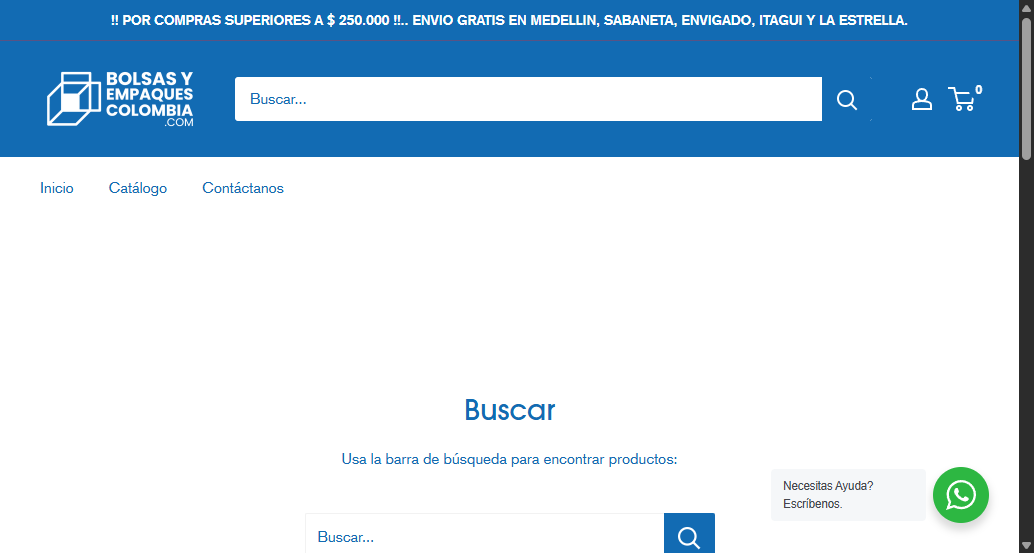 !! POR COMPRAS SUPERIORES A $ 250.000 !!.. ENVIO GRATIS EN MEDELLIN, SABANETA, ENVIGADO, ITAGUI Y LA ESTRELLA.
BOLSAS Y
EMPAQUES
COLOMBIA
.COM
Buscar...
0
Inicio
Catálogo
Contáctanos
Buscar
Usa la barra de búsqueda para encontrar productos:
Necesitas Ayuda?
Escríbenos.
Buscar...